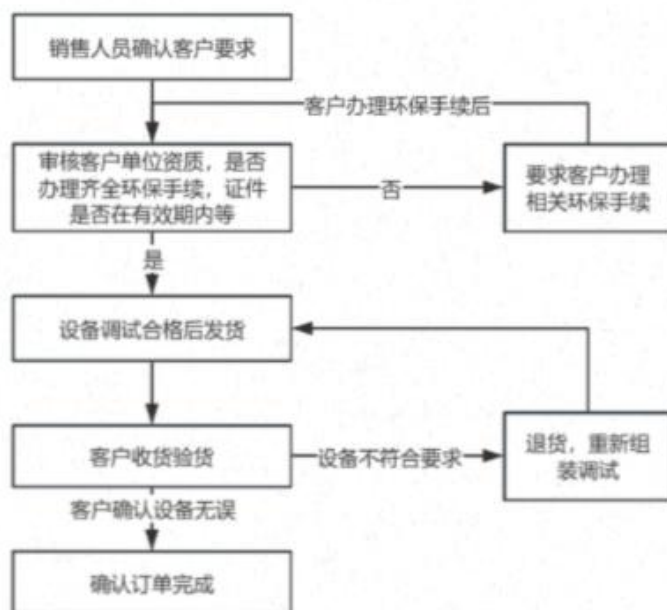 销售人员确认客户要求
客户办理环保手续后
审核客户单位资质，是否
办理齐全环保手续，证件
是否在有效期内等
否
要求客户办理
相关环保手续
是
设备调试合格后发货
客户收货验货
设备不符合要求
退货，重新组
装调试
客户确认设备无误
确认订单完成